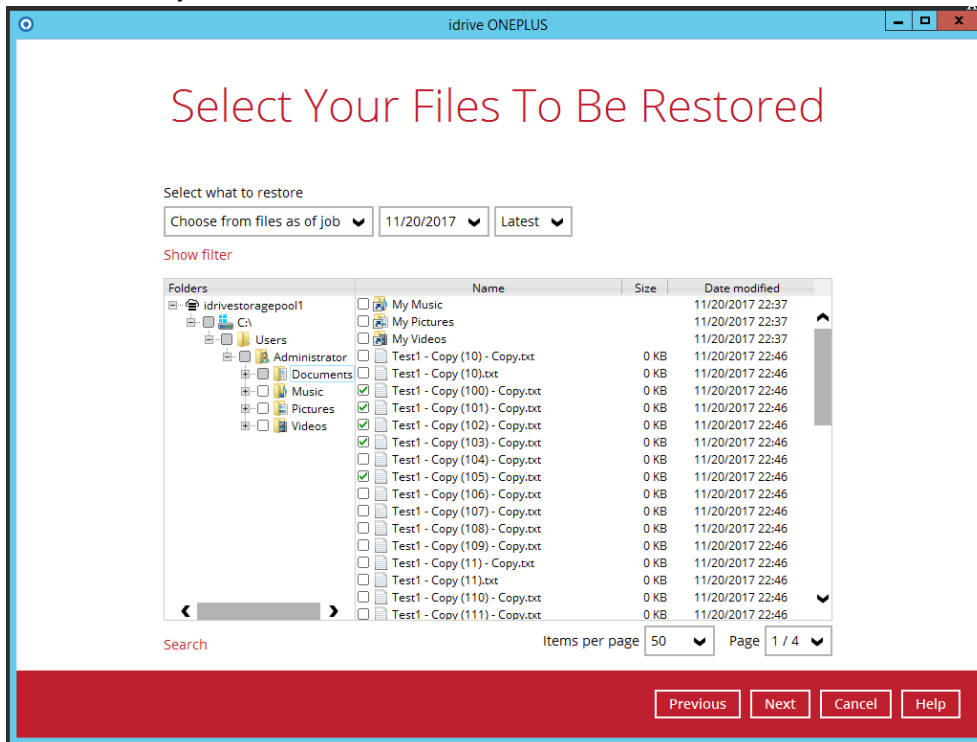 idrive ONEPLUS
Select Your Files To Be Restored
Select what to restore
Choose from files as of job 11/20/2017 Latest
Show filter
Folders Name Size Date modified
idrivestoragepool1 My Music 11/20/2017 22:37
C:\ My Pictures 11/20/2017 22:37
Users My Videos 11/20/2017 22:37
Administrator Test1 - Copy (10) - Copy.txt 0 KB 11/20/2017 22:46
Documents Test1 - Copy (10).txt 0 KB 11/20/2017 22:46
Music Test1 - Copy (100) - Copy.txt 0 KB 11/20/2017 22:46
Pictures Test1 - Copy (101) - Copy.txt 0 KB 11/20/2017 22:46
Videos Test1 - Copy (102) - Copy.txt 0 KB 11/20/2017 22:46
Test1 - Copy (103) - Copy.txt 0 KB 11/20/2017 22:46
Test1 - Copy (104) - Copy.txt 0 KB 11/20/2017 22:46
Test1 - Copy (105) - Copy.txt 0 KB 11/20/2017 22:46
Test1 - Copy (106) - Copy.txt 0 KB 11/20/2017 22:46
Test1 - Copy (107) - Copy.txt 0 KB 11/20/2017 22:46
Test1 - Copy (108) - Copy.txt 0 KB 11/20/2017 22:46
Test1 - Copy (109) - Copy.txt 0 KB 11/20/2017 22:46
Test1 - Copy (11) - Copy.txt 0 KB 11/20/2017 22:46
Test1 - Copy (11).txt 0 KB 11/20/2017 22:46
Test1 - Copy (110) - Copy.txt 0 KB 11/20/2017 22:46
Test1 - Copy (111) - Copy.txt 0 KB 11/20/2017 22:46
Search Items per page 50 Page 1 / 4
Previous Next Cancel Help